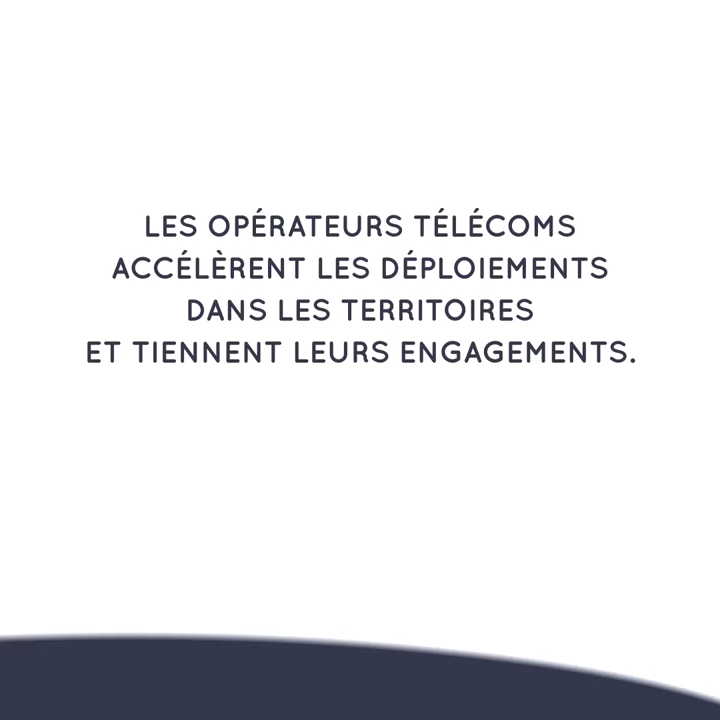 LES OPÉRATEURS TÉLÉCOMS
ACCÉLÈRENT LES DÉPLOIEMENTS
DANS LES TERRITOIRES
ET TIENNENT LEURS ENGAGEMENTS.